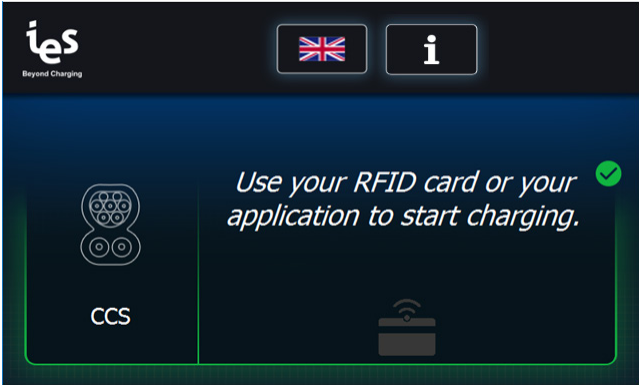 ies
Beyond Charging
i
Use your RFID card or your
application to start charging.
CCS